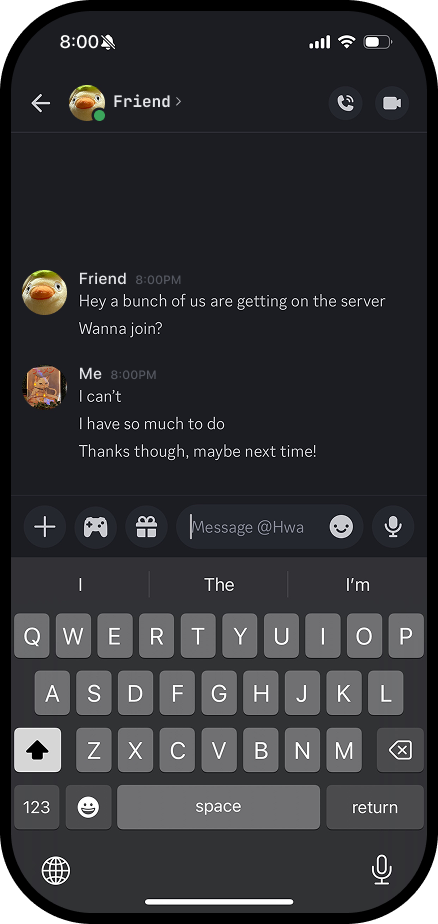 8:00
Friend
Friend 8:00PM
Hey a bunch of us are getting on the server
Wanna join?
Me 8:00PM
I can't
I have so much to do
Thanks though, maybe next time!
Message @Hwa
I The I'm
Q W E R T Y U I O P
A S D F G H J K L
Z X C V B N M
123 space return